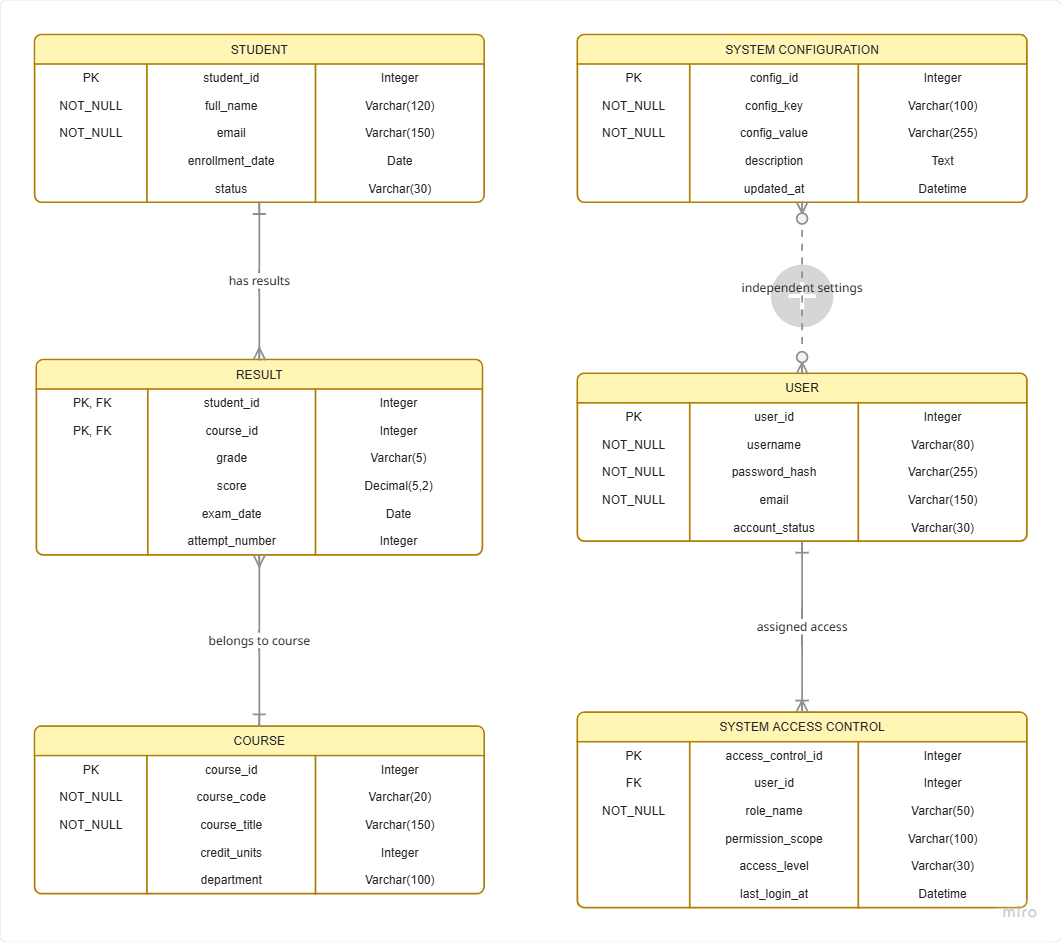 STUDENT
PK student_id Integer
NOT_NULL full_name Varchar(120)
NOT_NULL email Varchar(150)
enrollment_date Date
status Varchar(30)
has results
RESULT
PK, FK student_id Integer
PK, FK course_id Integer
grade Varchar(5)
score Decimal(5,2)
exam_date Date
attempt_number Integer
belongs to course
COURSE
PK course_id Integer
NOT_NULL course_code Varchar(20)
NOT_NULL course_title Varchar(150)
credit_units Integer
department Varchar(100)
SYSTEM CONFIGURATION
PK config_id Integer
NOT_NULL config_key Varchar(100)
NOT_NULL config_value Varchar(255)
description Text
updated_at Datetime
independent settings
USER
PK user_id Integer
NOT_NULL username Varchar(80)
NOT_NULL password_hash Varchar(255)
NOT_NULL email Varchar(150)
account_status Varchar(30)
assigned access
SYSTEM ACCESS CONTROL
PK access_control_id Integer
FK user_id Integer
NOT_NULL role_name Varchar(50)
permission_scope Varchar(100)
access_level Varchar(30)
last_login_at Datetime
miro